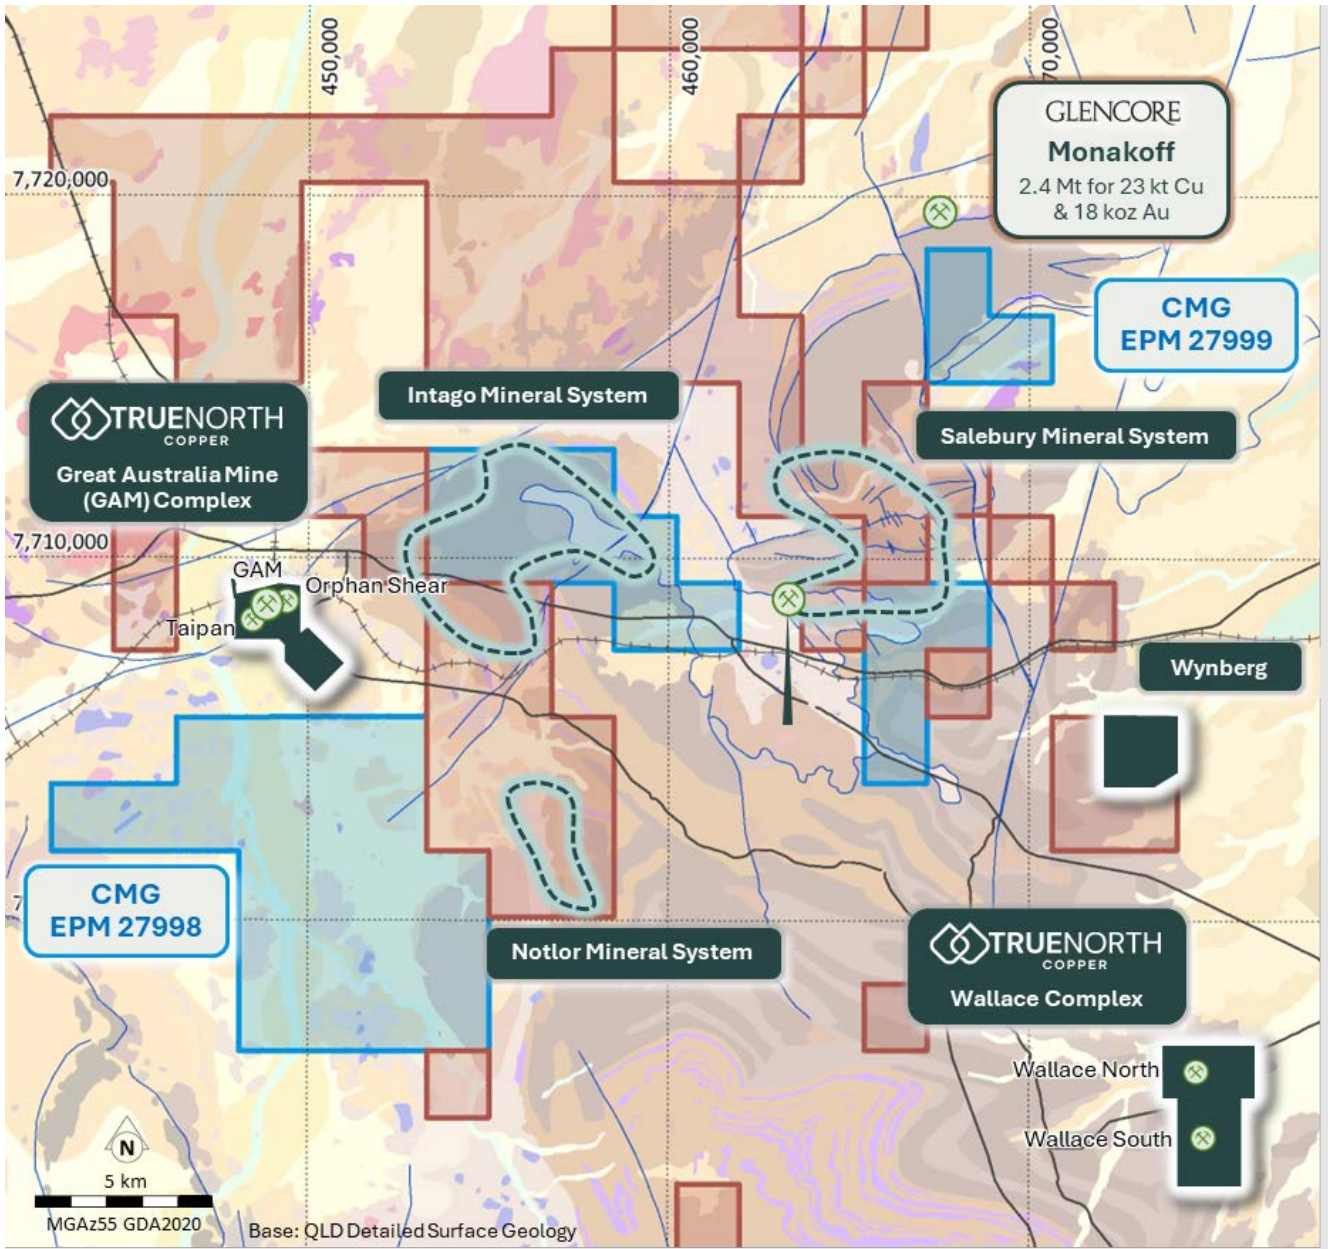 450,000
460,000
70,000
GLENCORE
Monakoff
2.4 Mt for 23 kt Cu
& 18 koz Au
7,720,000
CMG
EPM 27999
Intago Mineral System
TRUENORTH
COPPER
Great Australia Mine
(GAM) Complex
Salebury Mineral System
7,710,000
GAM
Orphan Shear
Taipan
Wynberg
7
CMG
EPM 27998
Notlor Mineral System
TRUENORTH
COPPER
Wallace Complex
Wallace North
Wallace South
N
5 km
MGAz55 GDA2020
Base: QLD Detailed Surface Geology